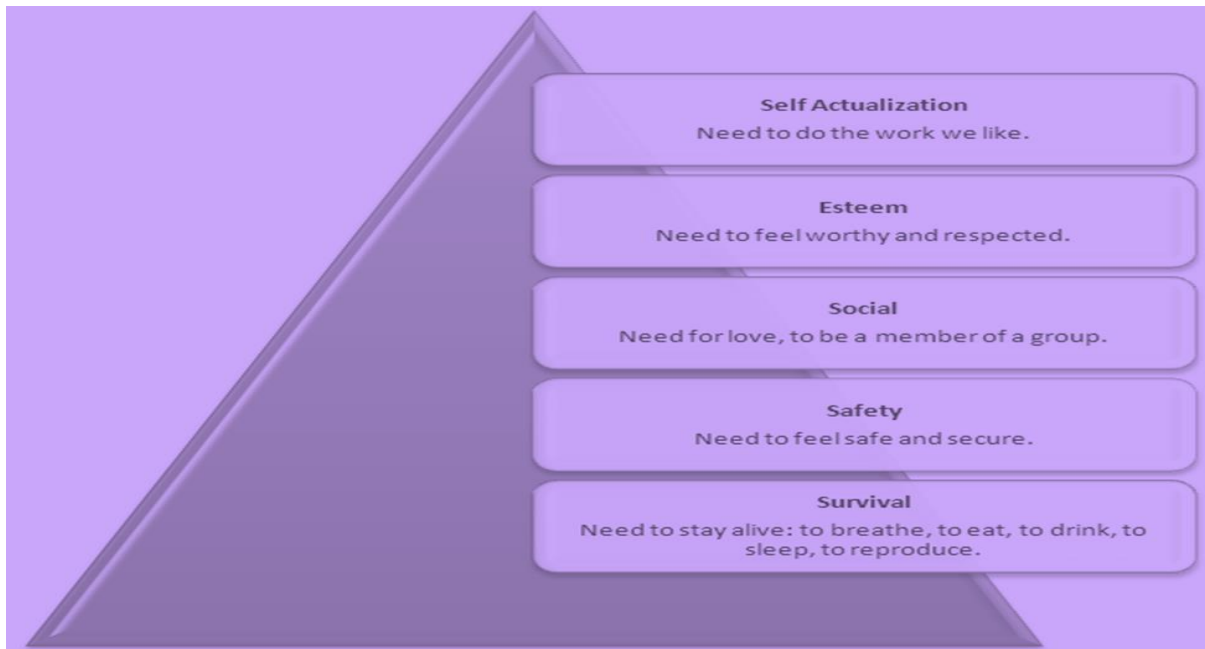 Self Actualization
Need to do the work we like.
Esteem
Need to feel worthy and respected.
Social
Need for love, to be a member of a group.
Safety
Need to feel safe and secure.
Survival
Need to stay alive: to breathe, to eat, to drink, to
sleep, to reproduce.